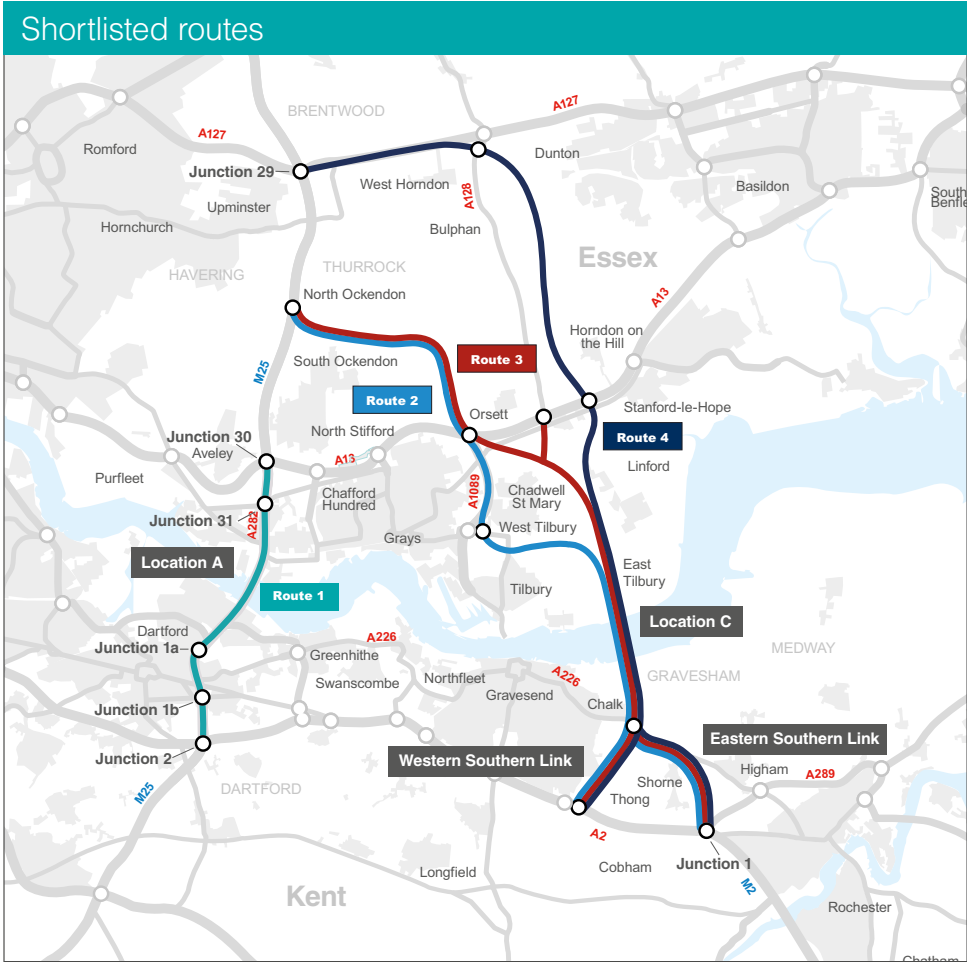 Shortlisted routes
BRENTWOOD
A127
A127
Romford
Dunton
Junction 29
West Horndon
Basildon
A128
South
Benfle
Upminster
Hornchurch
Bulphan
Essex
HAVERING
THURROCK
North Ockendon
A13
Horndon on
the Hill
South Ockendon
Route 3
M25
Route 2
Orsett
Stanford-le-Hope
North Stifford
Junction 30
Aveley
Route 4
A13
Linford
Purfleet
Chafford
Hundred
A1089
Chadwell
St Mary
Junction 31
A282
West Tilbury
Grays
Location A
East
Tilbury
Tilbury
Route 1
Location C
Dartford
A226
Junction 1a
Greenhithe
MEDWAY
A226
GRAVESHAM
Northfleet
Swanscombe
Gravesend
Junction 1b
Chalk
Eastern Southern Link
Junction 2
Western Southern Link
Higham
A289
Shorne
M25
DARTFORD
Thong
A2
Cobham
Junction 1
Longfield
M2
Kent
Rochester
Chatham